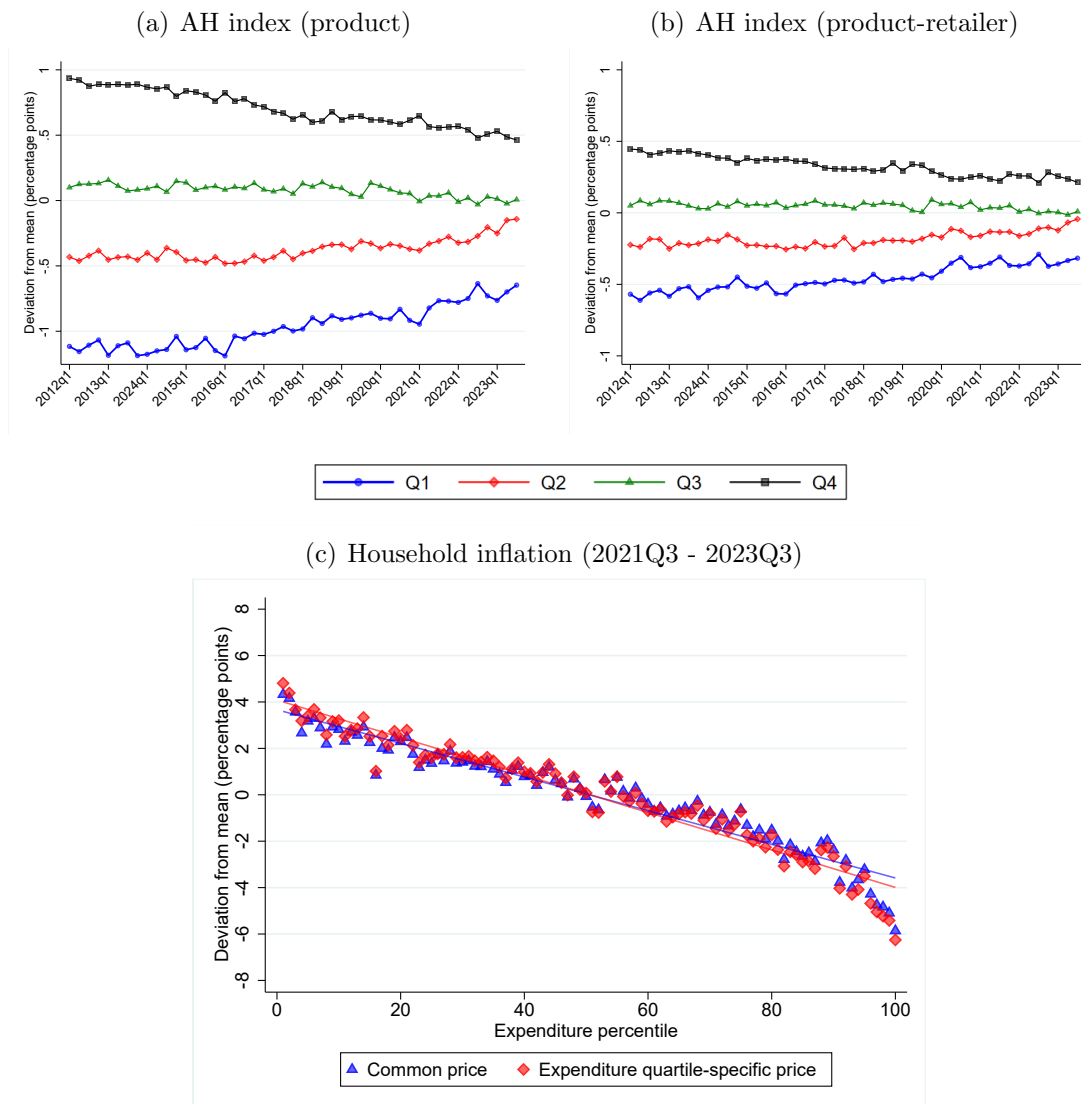 (a) AH index (product)
Deviation from mean (percentage points)
1
.5
0
-.5
-1
2012q1
2013q1
2024q1
2015q1
2016q1
2017q1
2018q1
2019q1
2020q1
2021q1
2022q1
2023q1
(b) AH index (product-retailer)
Deviation from mean (percentage points)
1
.5
0
-.5
-1
2012q1
2013q1
2024q1
2015q1
2016q1
2017q1
2018q1
2019q1
2020q1
2021q1
2022q1
2023q1
Q1 Q2 Q3 Q4
(c) Household inflation (2021Q3 - 2023Q3)
Deviation from mean (percentage points)
8
6
4
2
0
-2
-4
-6
-8
0 20 40 60 80 100
Expenditure percentile
Common price Expenditure quartile-specific price